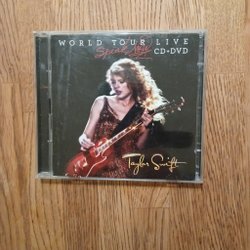 WORLD TOUR LIVE
Speak Now CD-DVD
Taylor Swift